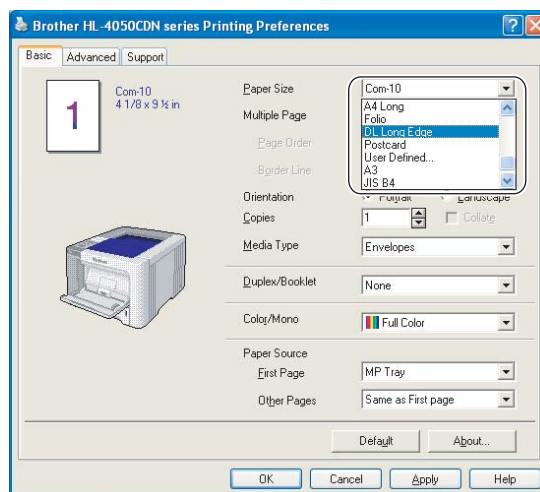 Brother HL-4050CDN series Printing Preferences
Basic Advanced Support
1
Com-10
4 1/8 x 9 ½ in
Paper Size Com-10
A4 Long
Folio
DL Long Edge
Postcard
User Defined...
A3
JIS B4
Multiple Page
Page Order
Border Line
Orientation Portrait Landscape
Copies 1 Collate
Media Type Envelopes
Duplex/Booklet None
Color/Mono Full Color
Paper Source
First Page MP Tray
Other Pages Same as First page
Default About...
OK Cancel Apply Help